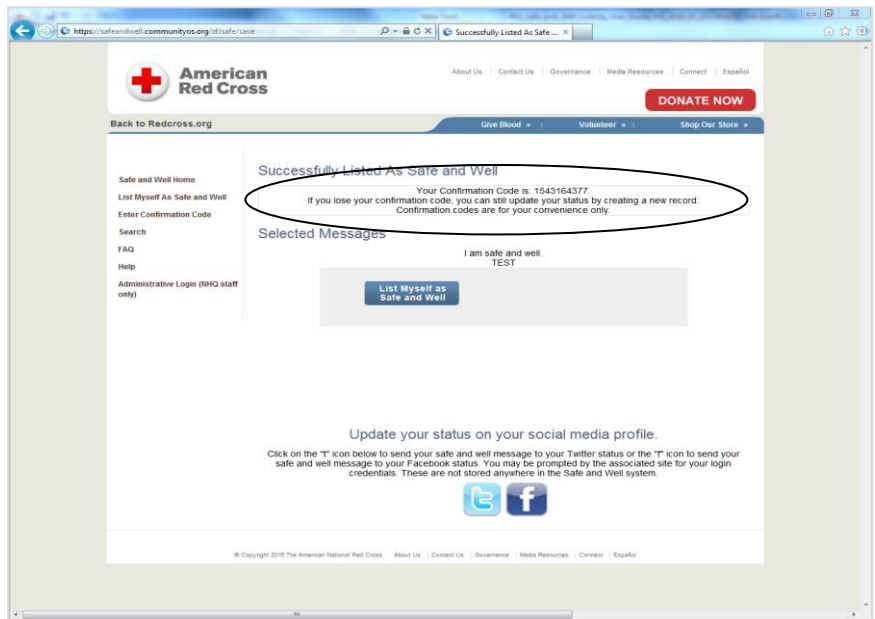 https://safeandwell.communityos.org/zf/safe/save
Successfully Listed As Safe ...
American
Red Cross
About Us | Contact Us | Governance | Media Resources | Connect | Español
DONATE NOW
Back to Redcross.org
Give Blood » | Volunteer » | Shop Our Store »
Safe and Well Home
List Myself As Safe and Well
Enter Confirmation Code
Search
FAQ
Help
Administrative Login (NHQ staff
only)
Successfully Listed As Safe and Well
Your Confirmation Code is: 1543164377.
If you lose your confirmation code, you can still update your status by creating a new record.
Confirmation codes are for your convenience only.
Selected Messages
I am safe and well.
TEST
List Myself as
Safe and Well
Update your status on your social media profile.
Click on the "t" icon below to send your safe and well message to your Twitter status or the "f" icon to send your
safe and well message to your Facebook status. You may be prompted by the associated site for your login
credentials. These are not stored anywhere in the Safe and Well system.
© Copyright The American National Red Cross About Us | Contact Us | Governance | Media Resources | Connect | Español